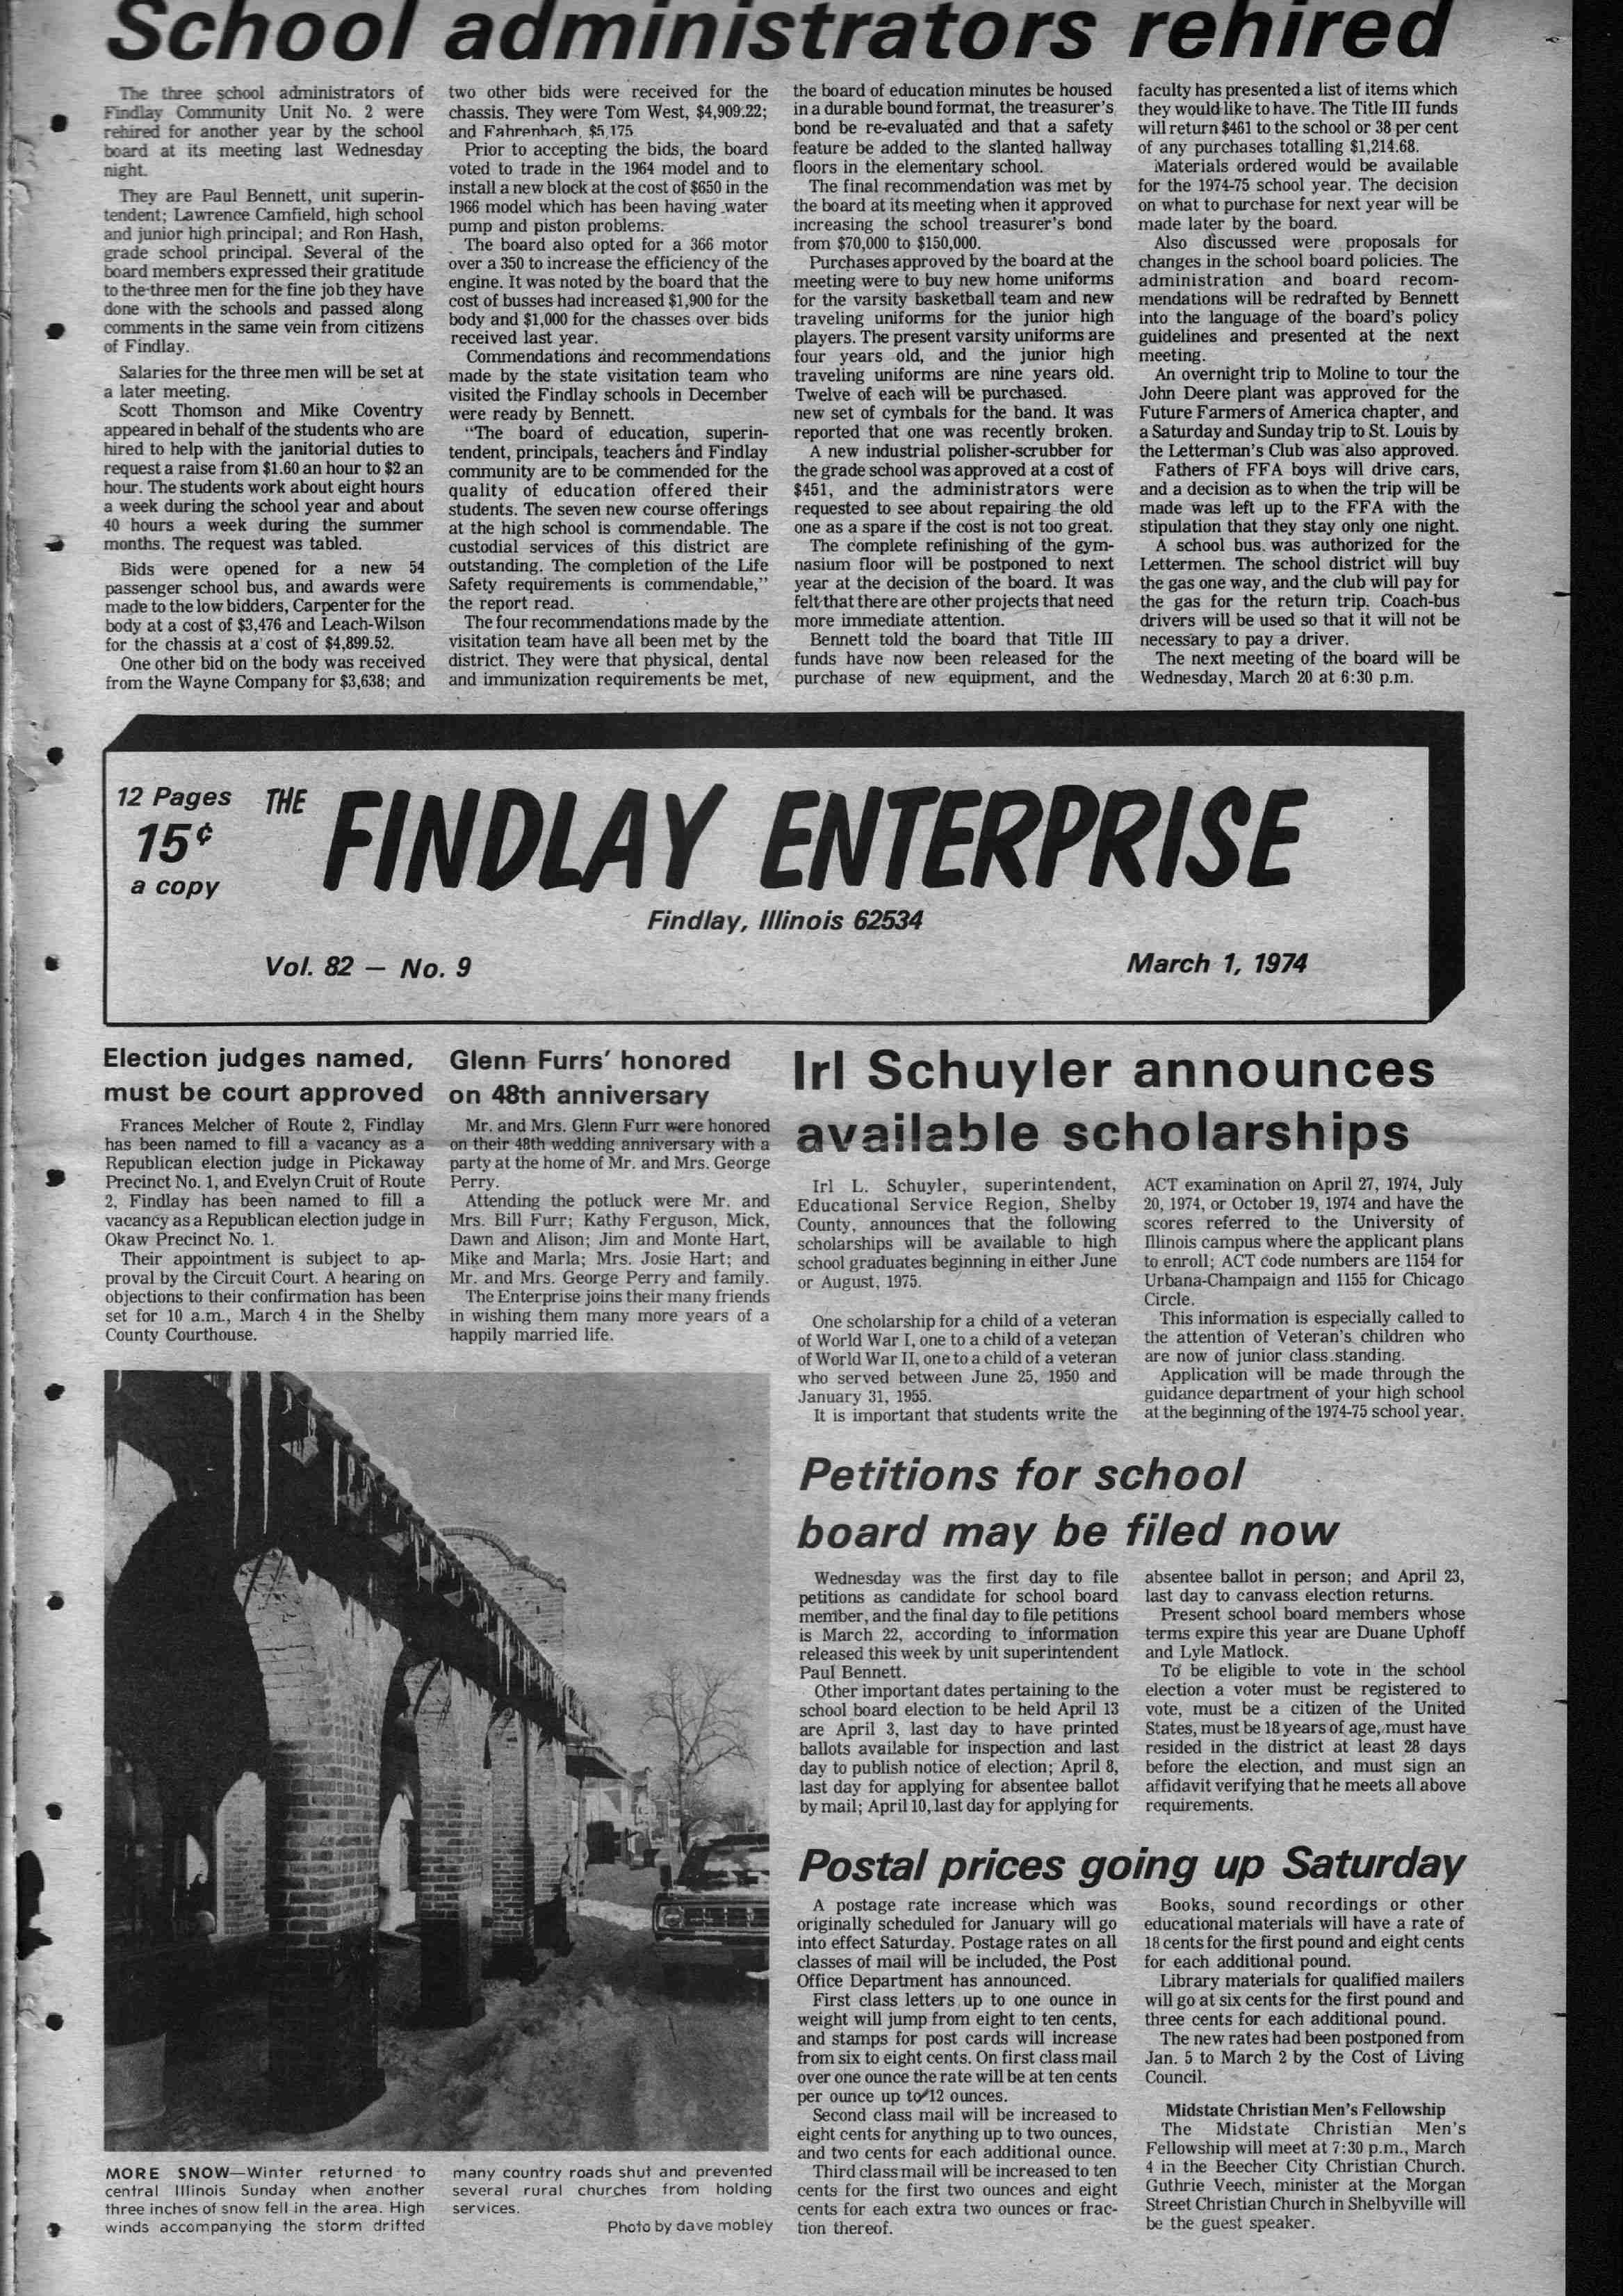 School administrators rehired
The three school administrators of
Findlay Community Unit No. 2 were
rehired for another year by the school
board at its meeting last Wednesday
night.
They are Paul Bennett, unit superin-
tendent; Lawrence Camfield, high school
and junior high principal; and Ron Hash,
grade school principal. Several of the
board members expressed their gratitude
to the three men for the fine job they have
done with the schools and passed along
comments in the same vein from citizens
of Findlay.
Salaries for the three men will be set at
a later meeting.
Scott Thomson and Mike Coventry
appeared in behalf of the students who are
hired to help with the janitorial duties to
request a raise from $1.60 an hour to $2 an
hour. The students work about eight hours
a week during the school year and about
40 hours a week during the summer
months. The request was tabled.
Bids were opened for a new 54
passenger school bus, and awards were
made to the low bidders, Carpenter for the
body at a cost of $3,476 and Leach-Wilson
for the chassis at a cost of $4,899.52.
One other bid on the body was received
from the Wayne Company for $3,638; and
two other bids were received for the
chassis. They were Tom West, $4,909.22;
and Fahrenbach, $5,175
Prior to accepting the bids, the board
voted to trade in the 1964 model and to
install a new block at the cost of $650 in the
1966 model which has been having water
pump and piston problems.
The board also opted for a 366 motor
over a 350 to increase the efficiency of the
engine. It was noted by the board that the
cost of busses had increased $1,900 for the
body and $1,000 for the chasses over bids
received last year.
Commendations and recommendations
made by the state visitation team who
visited the Findlay schools in December
were ready by Bennett.
"The board of education, superin-
tendent, principals, teachers and Findlay
community are to be commended for the
quality of education offered their
students. The seven new course offerings
at the high school is commendable. The
custodial services of this district are
outstanding. The completion of the Life
Safety requirements is commendable,"
the report read.
The four recommendations made by the
visitation team have all been met by the
district. They were that physical, dental
and immunization requirements be met,
the board of education minutes be housed
in a durable bound format, the treasurer's
bond be re-evaluated and that a safety
feature be added to the slanted hallway
floors in the elementary school.
The final recommendation was met by
the board at its meeting when it approved
increasing the school treasurer's bond
from $70,000 to $150,000.
Purchases approved by the board at the
meeting were to buy new home uniforms
for the varsity basketball team and new
traveling uniforms for the junior high
players. The present varsity uniforms are
four years old, and the junior high
traveling uniforms are nine years old.
Twelve of each will be purchased.
new set of cymbals for the band. It was
reported that one was recently broken.
A new industrial polisher-scrubber for
the grade school was approved at a cost of
$451, and the administrators were
requested to see about repairing the old
one as a spare if the cost is not too great.
The complete refinishing of the gym-
nasium floor will be postponed to next
year at the decision of the board. It was
felt that there are other projects that need
more immediate attention.
Bennett told the board that Title III
funds have now been released for the
purchase of new equipment, and the
faculty has presented a list of items which
they would like to have. The Title III funds
will return $461 to the school or 38 per cent
of any purchases totalling $1,214.68.
Materials ordered would be available
for the 1974-75 school year. The decision
on what to purchase for next year will be
made later by the board.
Also discussed were proposals for
changes in the school board policies. The
administration and board recom-
mendations will be redrafted by Bennett
into the language of the board's policy
guidelines and presented at the next
meeting.
An overnight trip to Moline to tour the
John Deere plant was approved for the
Future Farmers of America chapter, and
a Saturday and Sunday trip to St. Louis by
the Letterman's Club was also approved.
Fathers of FFA boys will drive cars,
and a decision as to when the trip will be
made was left up to the FFA with the
stipulation that they stay only one night.
A school bus was authorized for the
Lettermen. The school district will buy
the gas one way, and the club will pay for
the gas for the return trip. Coach-bus
drivers will be used so that it will not be
necessary to pay a driver.
The next meeting of the board will be
Wednesday, March 20 at 6:30 p.m.
12 Pages
15¢
a copy
THE FINDLAY ENTERPRISE
Findlay, Illinois 62534
Vol. 82 — No. 9
March 1, 1974
Election judges named,
must be court approved
Frances Melcher of Route 2, Findlay
has been named to fill a vacancy as a
Republican election judge in Pickaway
Precinct No. 1, and Evelyn Cruit of Route
2, Findlay has been named to fill a
vacancy as a Republican election judge in
Okaw Precinct No. 1.
Their appointment is subject to ap-
proval by the Circuit Court. A hearing on
objections to their confirmation has been
set for 10 a.m., March 4 in the Shelby
County Courthouse.
Glenn Furrs' honored
on 48th anniversary
Mr. and Mrs. Glenn Furr were honored
on their 48th wedding anniversary with a
party at the home of Mr. and Mrs. George
Perry.
Attending the potluck were Mr. and
Mrs. Bill Furr; Kathy Ferguson, Mick,
Dawn and Alison; Jim and Monte Hart,
Mike and Marla; Mrs. Josie Hart; and
Mr. and Mrs. George Perry and family.
The Enterprise joins their many friends
in wishing them many more years of a
happily married life.
MORE SNOW—Winter returned to
central Illinois Sunday when another
three inches of snow fell in the area. High
winds accompanying the storm drifted
many country roads shut and prevented
several rural churches from holding
services.
Photo by dave mobley
Irl Schuyler announces
available scholarships
Irl L. Schuyler, superintendent,
Educational Service Region, Shelby
County, announces that the following
scholarships will be available to high
school graduates beginning in either June
or August, 1975.
One scholarship for a child of a veteran
of World War I, one to a child of a veteran
of World War II, one to a child of a veteran
who served between June 25, 1950 and
January 31, 1955.
It is important that students write the
ACT examination on April 27, 1974, July
20, 1974, or October 19, 1974 and have the
scores referred to the University of
Illinois campus where the applicant plans
to enroll; ACT code numbers are 1154 for
Urbana-Champaign and 1155 for Chicago
Circle.
This information is especially called to
the attention of Veteran's children who
are now of junior class standing.
Application will be made through the
guidance department of your high school
at the beginning of the 1974-75 school year.
Petitions for school
board may be filed now
Wednesday was the first day to file
petitions as candidate for school board
member, and the final day to file petitions
is March 22, according to information
released this week by unit superintendent
Paul Bennett.
Other important dates pertaining to the
school board election to be held April 13
are April 3, last day to have printed
ballots available for inspection and last
day to publish notice of election; April 8,
last day for applying for absentee ballot
by mail; April 10, last day for applying for
absentee ballot in person; and April 23,
last day to canvass election returns.
Present school board members whose
terms expire this year are Duane Uphoff
and Lyle Matlock.
To be eligible to vote in the school
election a voter must be registered to
vote, must be a citizen of the United
States, must be 18 years of age, must have
resided in the district at least 28 days
before the election, and must sign an
affidavit verifying that he meets all above
requirements.
Postal prices going up Saturday
A postage rate increase which was
originally scheduled for January will go
into effect Saturday. Postage rates on all
classes of mail will be included, the Post
Office Department has announced.
First class letters up to one ounce in
weight will jump from eight to ten cents,
and stamps for post cards will increase
from six to eight cents. On first class mail
over one ounce the rate will be at ten cents
per ounce up to 12 ounces.
Second class mail will be increased to
eight cents for anything up to two ounces,
and two cents for each additional ounce.
Third class mail will be increased to ten
cents for the first two ounces and eight
cents for each extra two ounces or frac-
tion thereof.
Books, sound recordings or other
educational materials will have a rate of
18 cents for the first pound and eight cents
for each additional pound.
Library materials for qualified mailers
will go at six cents for the first pound and
three cents for each additional pound.
The new rates had been postponed from
Jan. 5 to March 2 by the Cost of Living
Council.
Midstate Christian Men's Fellowship
The Midstate Christian Men's
Fellowship will meet at 7:30 p.m., March
4 in the Beecher City Christian Church.
Guthrie Veech, minister at the Morgan
Street Christian Church in Shelbyville will
be the guest speaker.